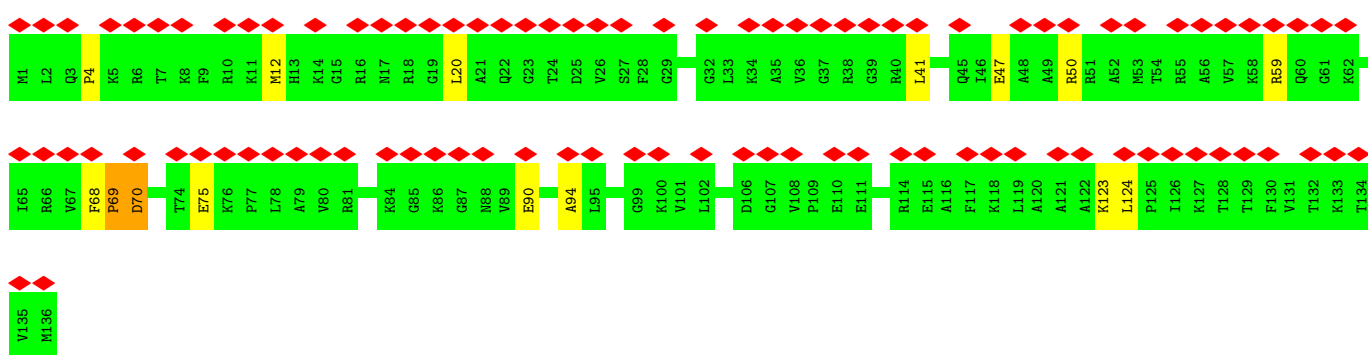 M1 L2 Q3 P4 K5 R6 T7 K8 F9 R10 K11 M12 H13 K14 G15 R16 N17 R18 G19 L20 A21 Q22 G23 T24 D25 V26 S27 F28 G29 G32 L33 K34 A35 V36 G37 R38 G39 R40 L41 Q45 I46 E47 A48 A49 R50 R51 A52 M53 T54 R55 A56 V57 K58 R59 Q60 G61 K62
I65 R66 V67 F68 P69 D70 T74 E75 K76 P77 L78 A79 V80 R81 K84 G85 K86 G87 N88 V89 E90 A94 L95 G99 K100 V101 L102 D106 G107 V108 P109 E110 E111 R114 E115 A116 F117 K118 L119 A120 A121 A122 K123 L124 P125 I126 K127 T128 T129 F130 V131 T132 K133 T134
V135 M136